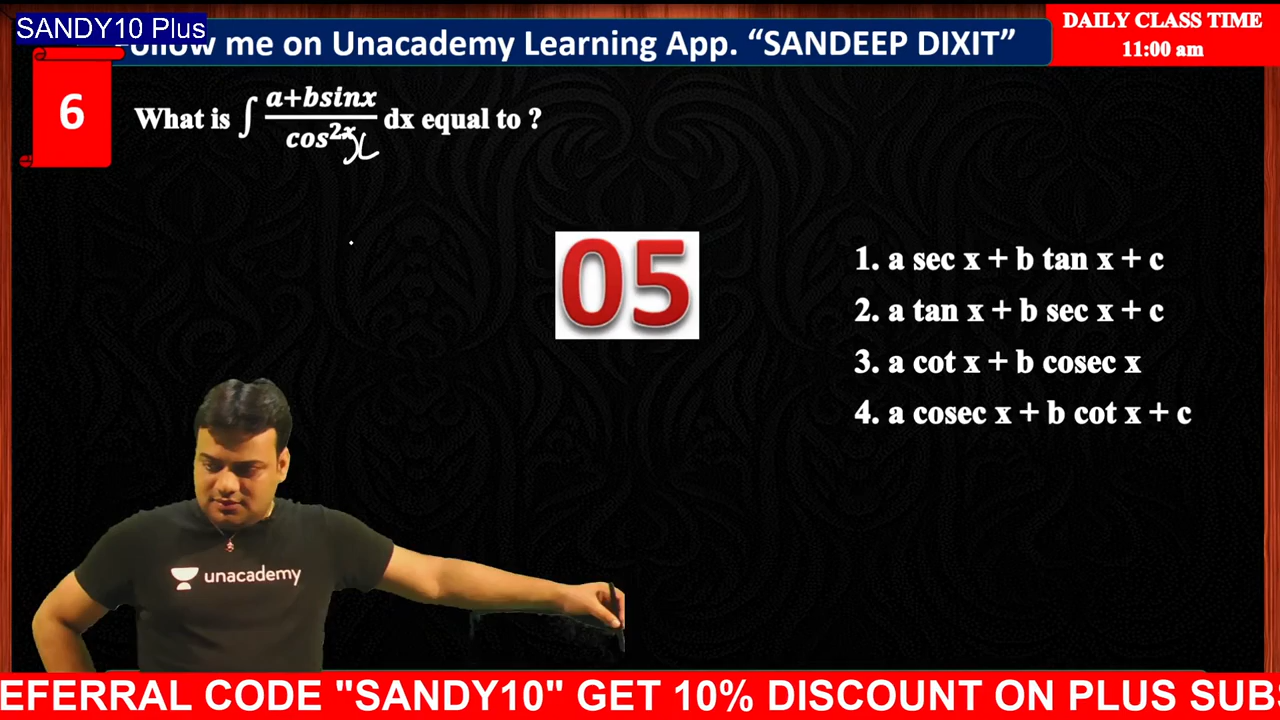 SANDY10 Plus
Follow me on Unacademy Learning App. “SANDEEP DIXIT”
DAILY CLASS TIME
11:00 am
6
What is ∫ (a+bsinx)/(cos²ˣ x) dx equal to ?
05
1. a sec x + b tan x + c
2. a tan x + b sec x + c
3. a cot x + b cosec x
4. a cosec x + b cot x + c
unacademy
EFERRAL CODE "SANDY10" GET 10% DISCOUNT ON PLUS SUBS